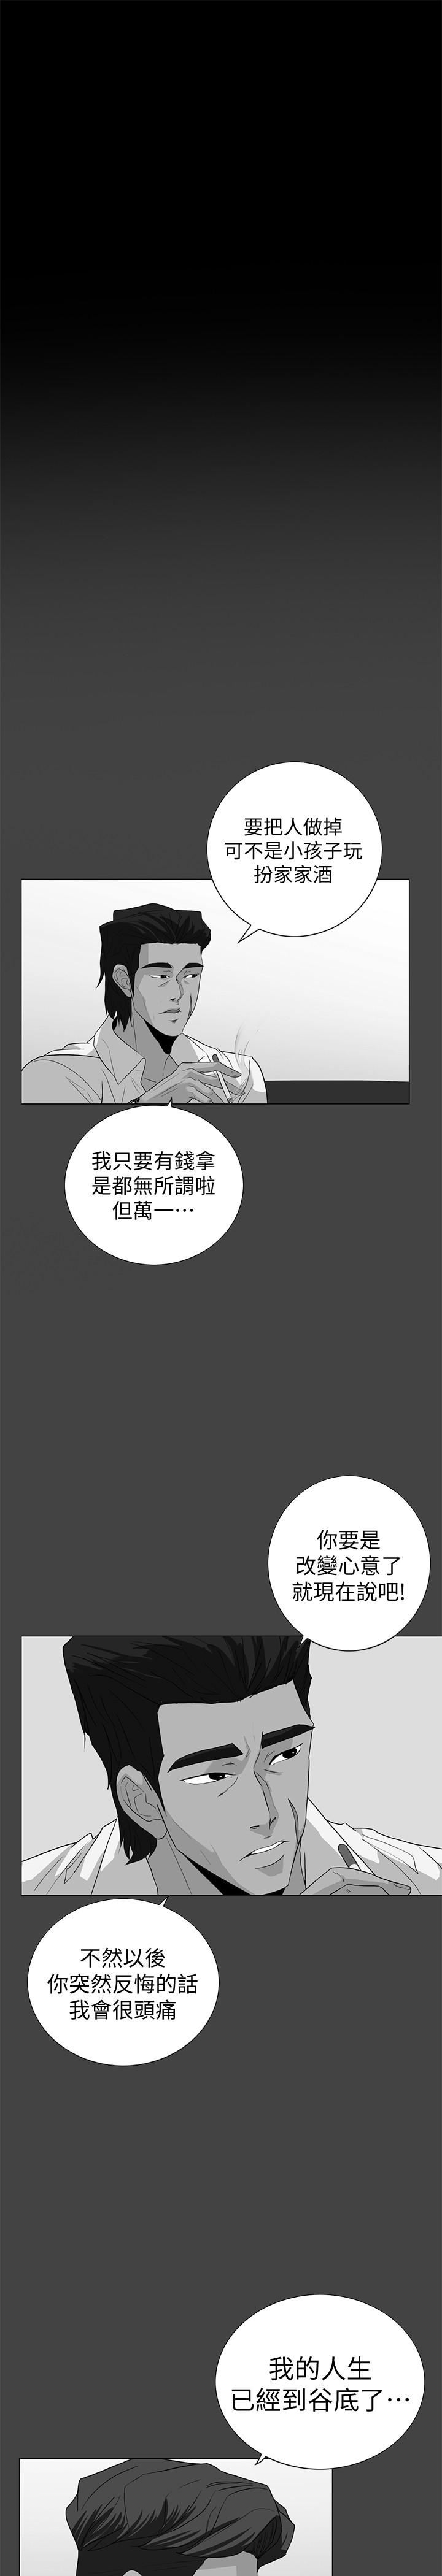 要把人做掉
可不是小孩子玩
扮家家酒
我只要有錢拿
是都無所謂啦
但萬一⋯
你要是
改變心意了
就現在說吧!
不然以後
你突然反悔的話
我會很頭痛
我的人生
已經到谷底了⋯